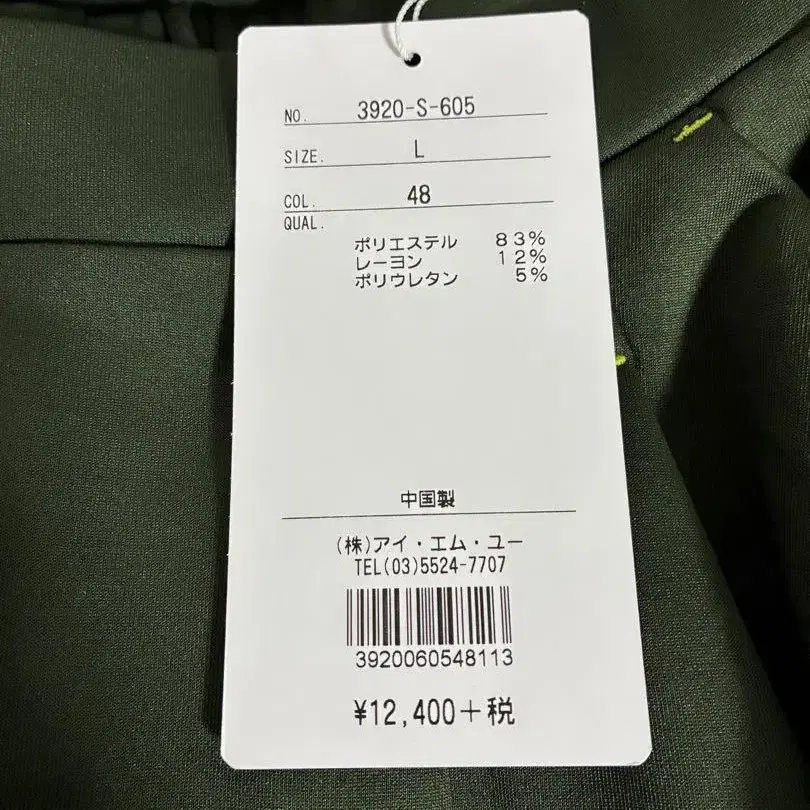 NO. 3920-S-605
SIZE. L
COL. 48
QUAL.
ポリエステル 83%
レーヨン 12%
ポリウレタン 5%
中国製
(株)アイ・エム・ユー
TEL(03)5524-7707
3920060548113
¥12,400+税